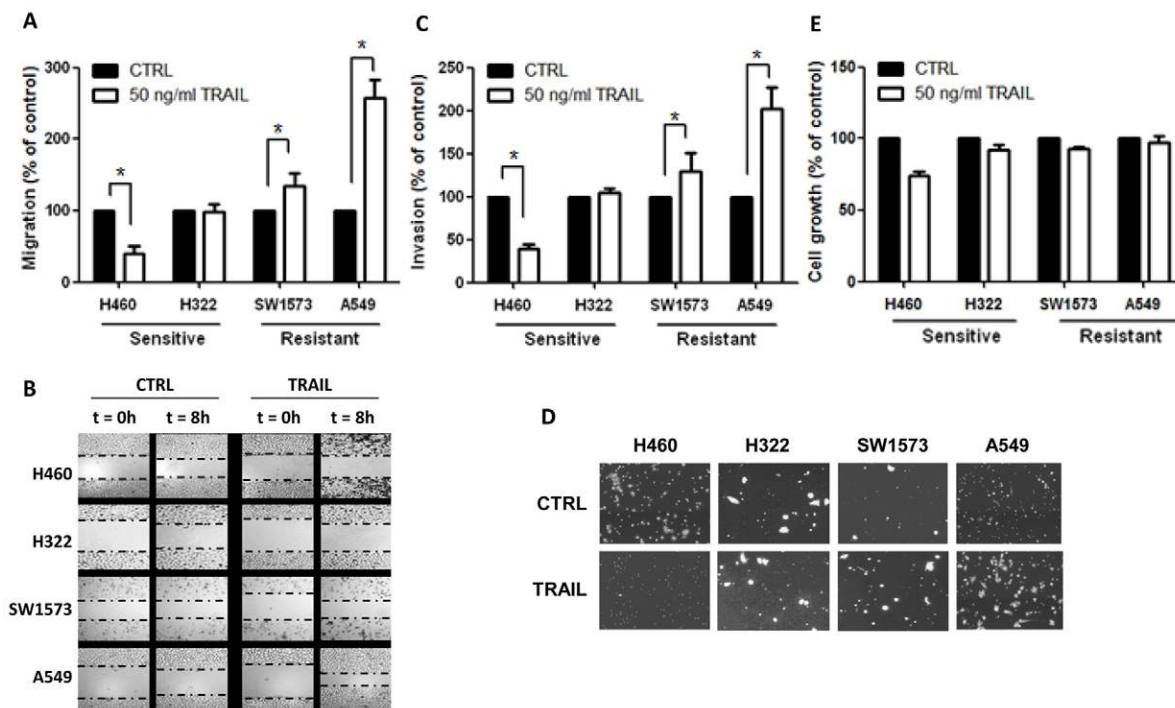 A
Migration (% of control)
300
200
100
0
CTRL
50 ng/ml TRAIL
*
*
*
H460 H322 SW1573 A549
Sensitive Resistant
C
Invasion (% of control)
250
200
150
100
50
0
CTRL
50 ng/ml TRAIL
*
*
*
H460 H322 SW1573 A549
Sensitive Resistant
E
Cell growth (% of control)
150
100
50
0
CTRL
50 ng/ml TRAIL
H460 H322 SW1573 A549
Sensitive Resistant
B
CTRL TRAIL
t = 0h t = 8h t = 0h t = 8h
H460
H322
SW1573
A549
D
H460 H322 SW1573 A549
CTRL
TRAIL